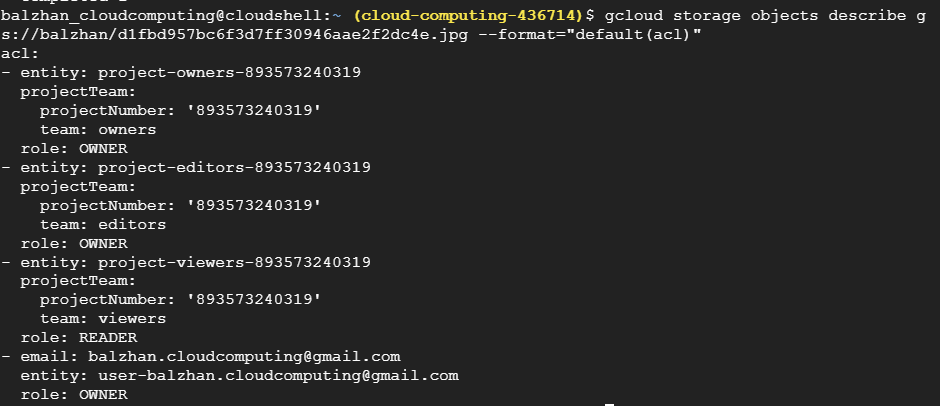 balzhan_cloudcomputing@cloudshell:~ (cloud-computing-436714)$ gcloud storage objects describe g
s://balzhan/d1fbd957bc6f3d7ff30946aae2f2dc4e.jpg --format="default(acl)"
acl:
- entity: project-owners-893573240319
  projectTeam:
    projectNumber: '893573240319'
    team: owners
  role: OWNER
- entity: project-editors-893573240319
  projectTeam:
    projectNumber: '893573240319'
    team: editors
  role: OWNER
- entity: project-viewers-893573240319
  projectTeam:
    projectNumber: '893573240319'
    team: viewers
  role: READER
- email: balzhan.cloudcomputing@gmail.com
  entity: user-balzhan.cloudcomputing@gmail.com
  role: OWNER